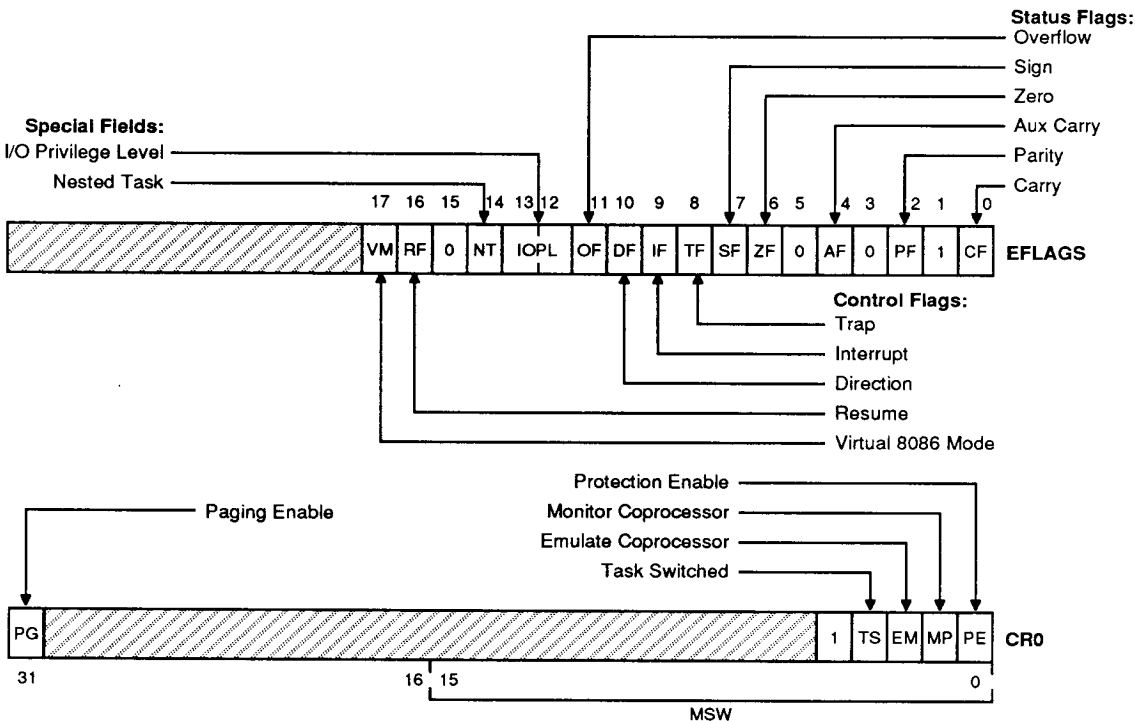 Status Flags:
Overflow
Sign
Zero
Special Fields:
Aux Carry
I/O Privilege Level
Parity
Nested Task
Carry
17 16 15 14 13 12 11 10 9 8 7 6 5 4 3 2 1 0
VM RF 0 NT IOPL OF DF IF TF SF ZF 0 AF 0 PF 1 CF EFLAGS
Control Flags:
Trap
Interrupt
Direction
Resume
Virtual 8086 Mode
Protection Enable
Paging Enable
Monitor Coprocessor
Emulate Coprocessor
Task Switched
PG 1 TS EM MP PE CR0
31 16 15 0
MSW